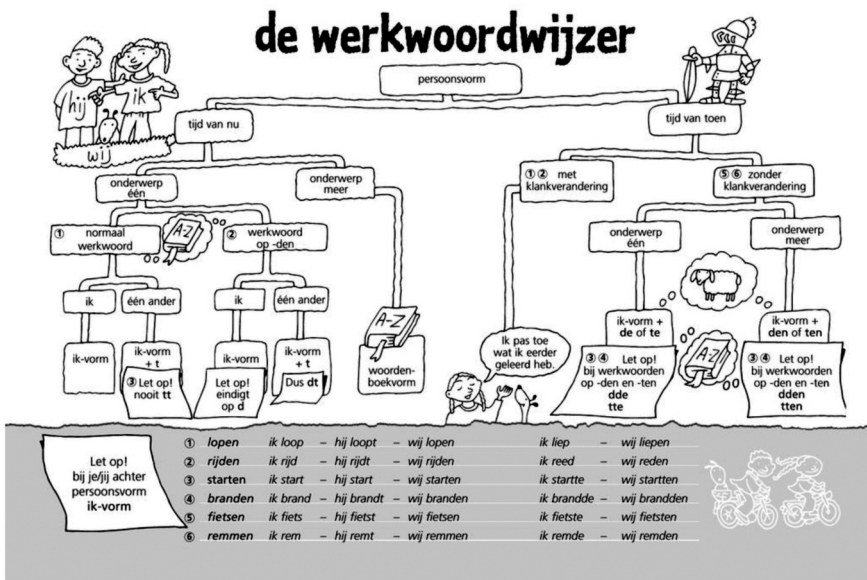 de werkwoordwijzer
hij
ik
wij
persoonsvorm
tijd van nu
tijd van toen
onderwerp
één
onderwerp
meer
① ② met
klankverandering
⑤ ⑥ zonder
klankverandering
① normaal
werkwoord
A-Z
② werkwoord
op -den
onderwerp
één
onderwerp
meer
ik
één ander
ik
één ander
ik-vorm
ik-vorm
+ t
③ Let op!
nooit tt
ik-vorm
Let op!
eindigt
op d
ik-vorm
+ t
Dus dt
A-Z
woorden-
boekvorm
Ik pas toe
wat ik eerder
geleerd heb.
ik-vorm +
de of te
③ ④ Let op!
bij werkwoorden
op -den en -ten
dde
tte
A-Z
ik-vorm +
den of ten
③ ④ Let op!
bij werkwoorden
op -den en -ten
dden
tten
Let op!
bij je/jij achter
persoonsvorm
ik-vorm
① lopen ik loop – hij loopt – wij lopen ik liep – wij liepen
② rijden ik rijd – hij rijdt – wij rijden ik reed – wij reden
③ starten ik start – hij start – wij starten ik startte – wij startten
④ branden ik brand – hij brandt – wij branden ik brandde – wij brandden
⑤ fietsen ik fiets – hij fietst – wij fietsen ik fietste – wij fietsten
⑥ remmen ik rem – hij remt – wij remmen ik remde – wij remden